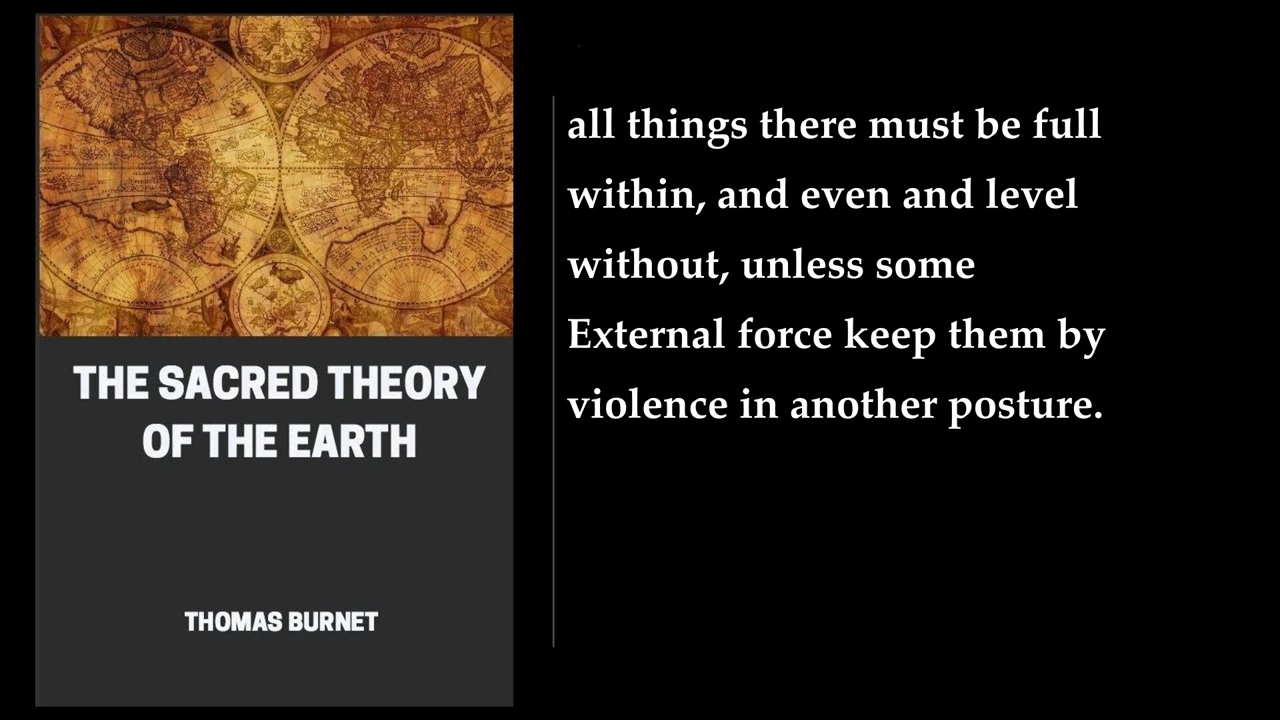 THE SACRED THEORY
OF THE EARTH
THOMAS BURNET
all things there must be full
within, and even and level
without, unless some
External force keep them by
violence in another posture.